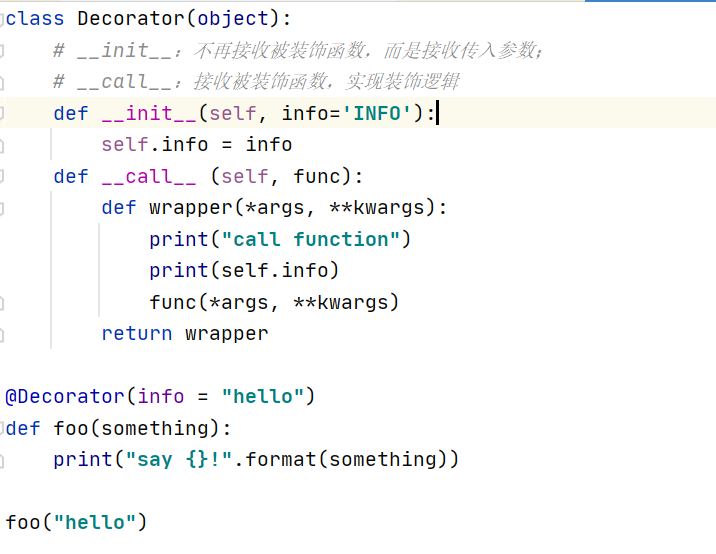 class Decorator(object):
    # __init__：不再接收被装饰函数，而是接收传入参数；
    # __call__：接收被装饰函数，实现装饰逻辑
    def __init__(self, info='INFO'):
        self.info = info
    def __call__ (self, func):
        def wrapper(*args, **kwargs):
            print("call function")
            print(self.info)
            func(*args, **kwargs)
        return wrapper

@Decorator(info = "hello")
def foo(something):
    print("say {}!".format(something))

foo("hello")